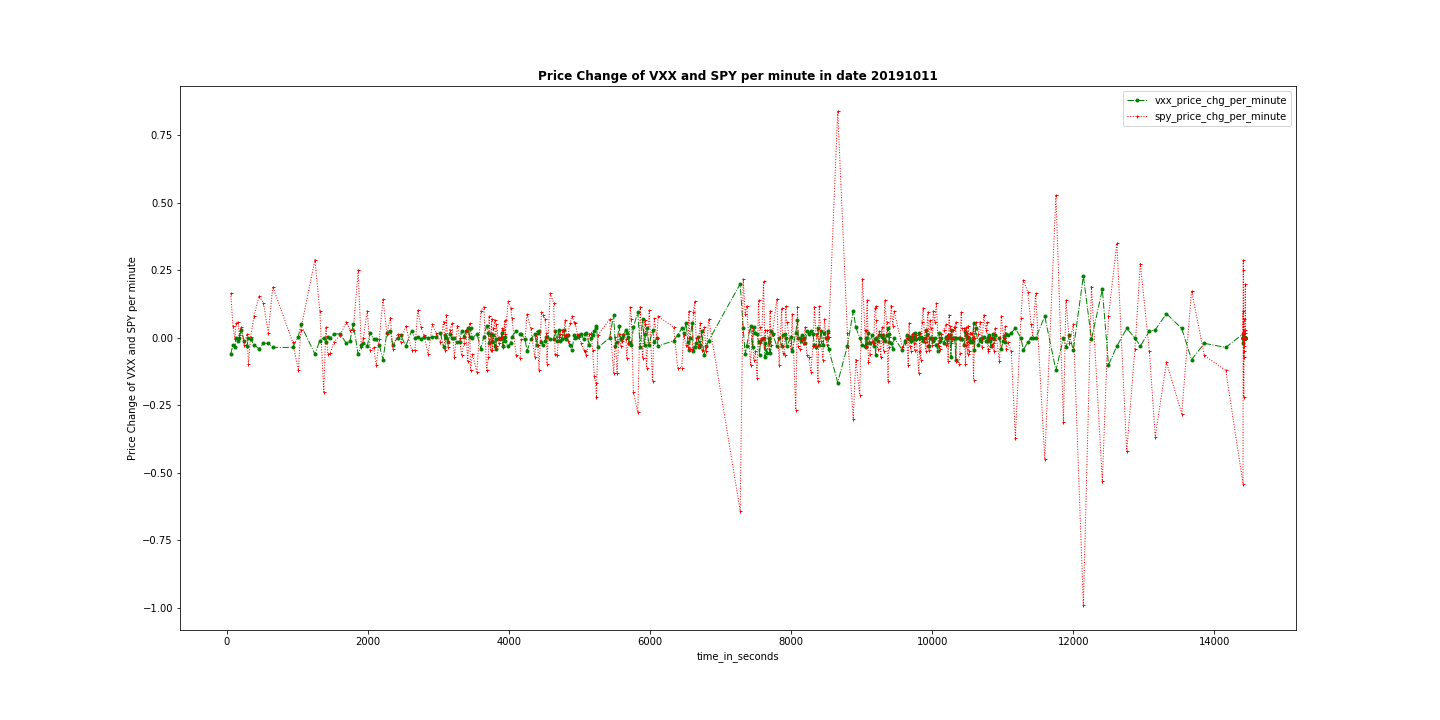 Price Change of VXX and SPY per minute in date 20191011
vxx_price_chg_per_minute
spy_price_chg_per_minute
Price Change of VXX and SPY per minute
0.75
0.50
0.25
0.00
−0.25
−0.50
−0.75
−1.00
0 2000 4000 6000 8000 10000 12000 14000
time_in_seconds